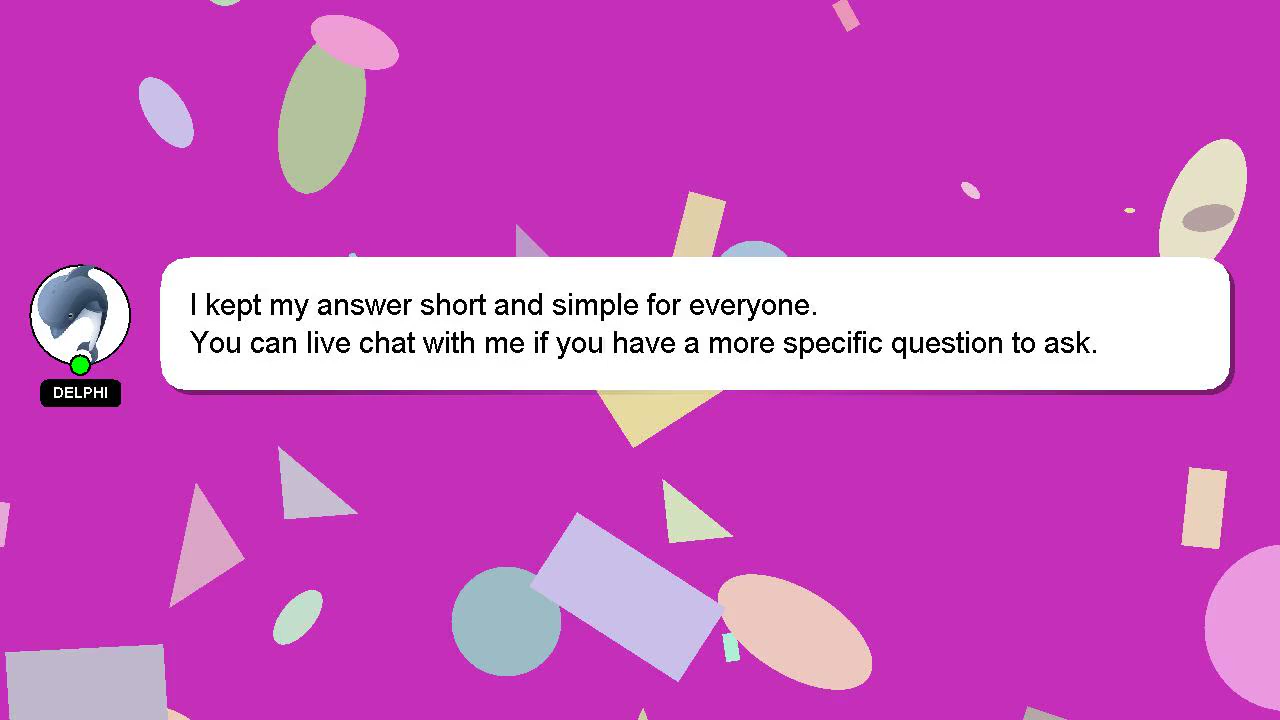 I kept my answer short and simple for everyone.
You can live chat with me if you have a more specific question to ask.
DELPHI